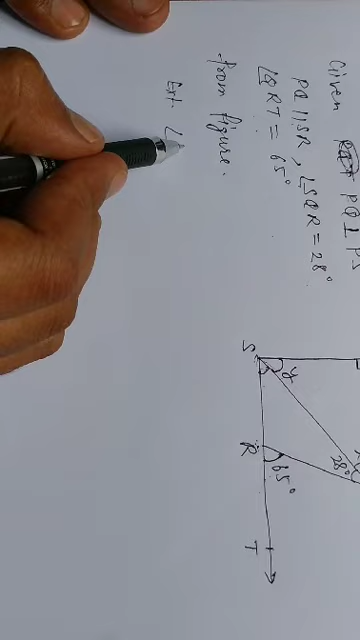 Given PQ ⊥ PS
PQ || SR, ∠SQR = 28°
∠QRT = 65°
from figure.
Ext. ∠
S
y
R
65°
28°
x
T